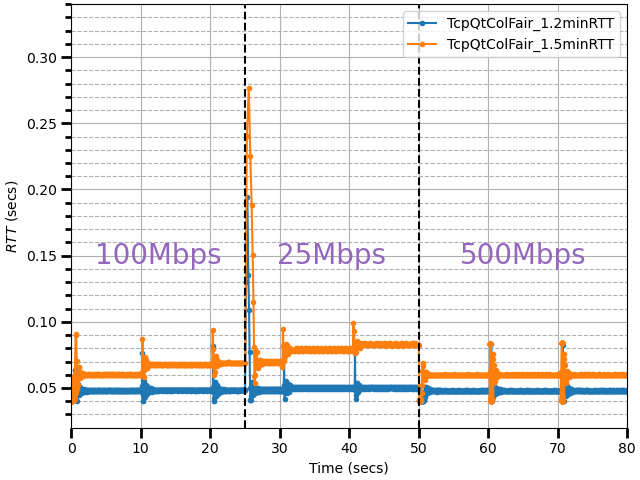 TcpQtColFair_1.2minRTT
TcpQtColFair_1.5minRTT
0.30
0.25
0.20
0.15
0.10
0.05
RTT (secs)
100Mbps 25Mbps 500Mbps
0 10 20 30 40 50 60 70 80
Time (secs)